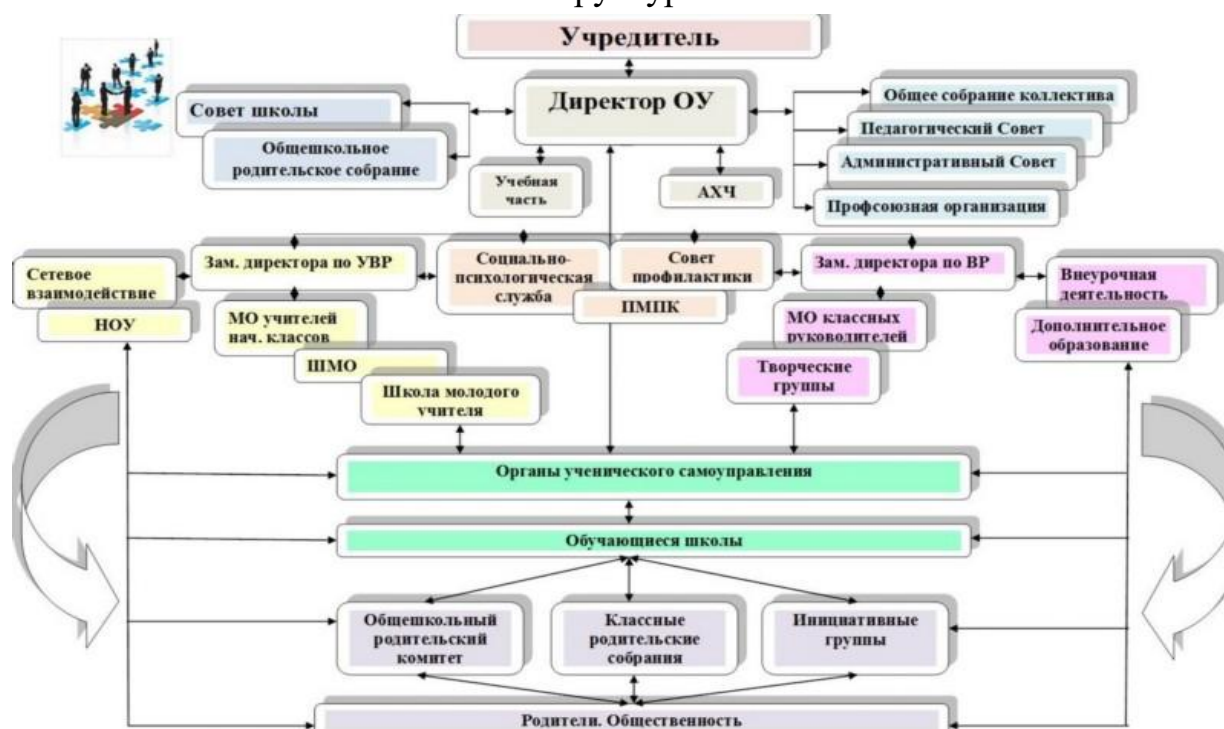 Учредитель
Директор ОУ
Совет школы
Общешкольное
родительское собрание
Общее собрание коллектива
Педагогический Совет
Административный Совет
Профсоюзная организация
Учебная
часть
АХЧ
Сетевое
взаимодействие
НОУ
Зам. директора по УВР
МО учителей
нач. классов
ШМО
Школа молодого
учителя
Социально-
психологическая
служба
Совет
профилактики
ПМПК
Зам. директора по ВР
МО классных
руководителей
Творческие
группы
Внеурочная
деятельность
Дополнительное
образование
Органы ученического самоуправления
Обучающиеся школы
Общешкольный
родительский
комитет
Классные
родительские
собрания
Инициативные
группы
Родители. Общественность